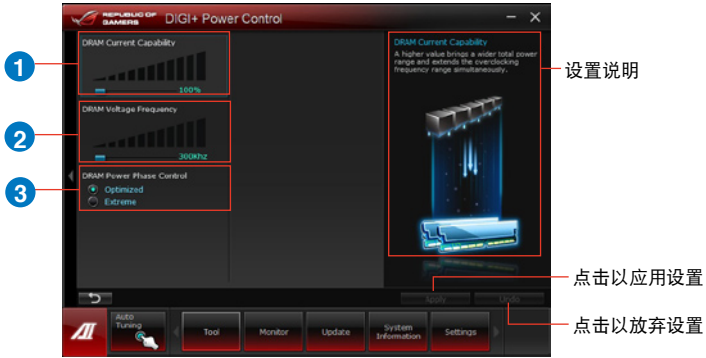 REPUBLIC OF
GAMERS
DIGI+ Power Control
1
DRAM Current Capability
100%
2
DRAM Voltage Frequency
300Khz
3
DRAM Power Phase Control
Optimized
Extreme
DRAM Current Capability
A higher value brings a wider total power
range and extends the overclocking
frequency range simultaneously.
设置说明
Apply
Undo
点击以应用设置
点击以放弃设置
Auto
Tuning
Tool
Monitor
Update
System
Information
Settings